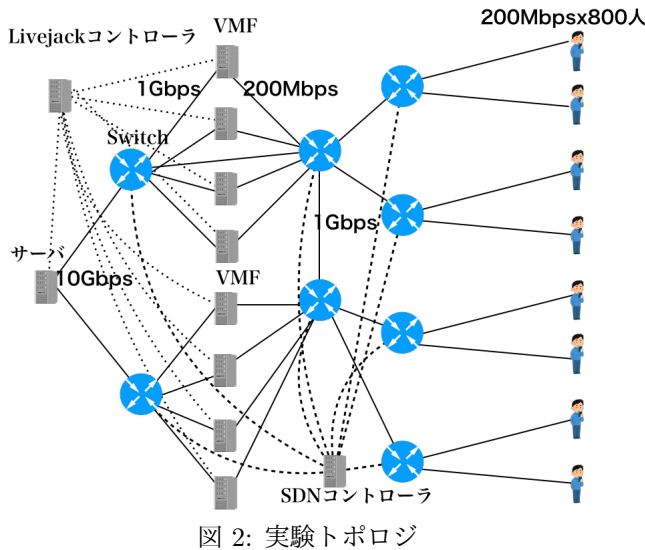 200Mbpsx800人
VMF
Livejackコントローラ
1Gbps
200Mbps
Switch
1Gbps
サーバ
10Gbps
VMF
SDNコントローラ
図 2: 実験トポロジ